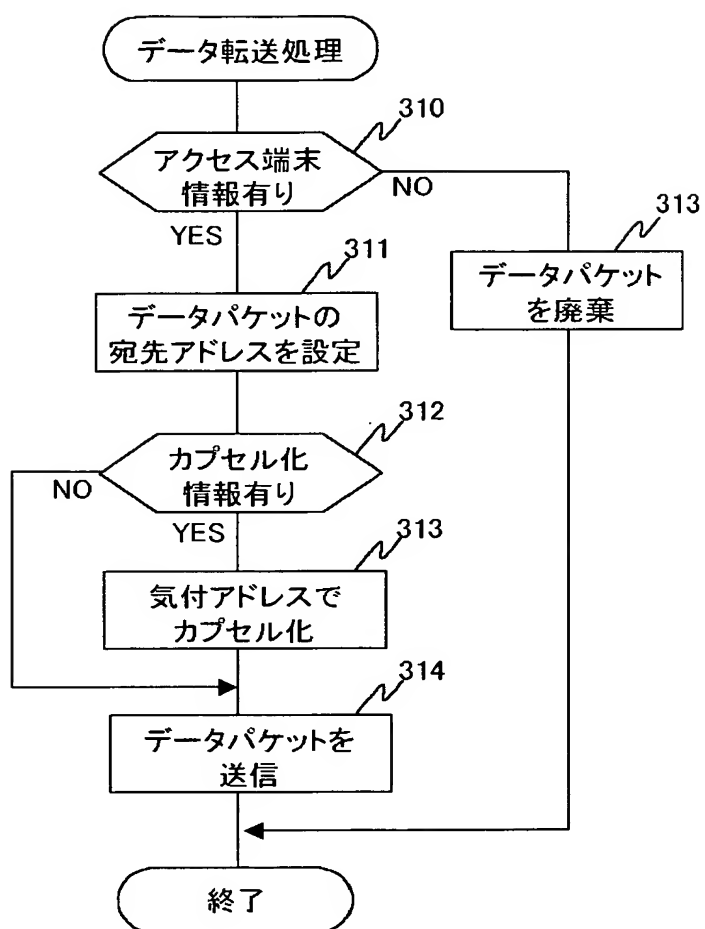 データ転送処理
310
アクセス端末
情報有り
NO
YES
313
データパケット
を廃棄
311
データパケットの
宛先アドレスを設定
312
カプセル化
情報有り
NO
YES
313
気付アドレスで
カプセル化
314
データパケットを
送信
終了